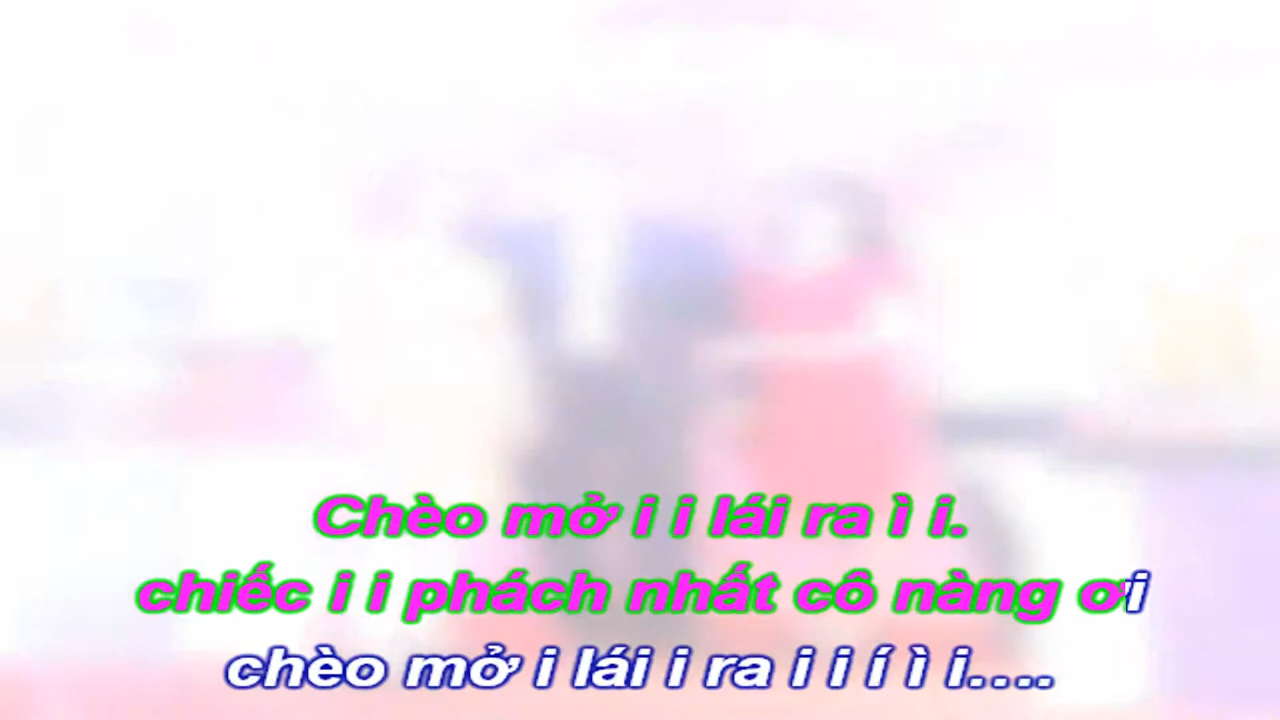 Chèo mở i i lái ra ì i.
chiếc i i phách nhất cô nàng ơi
chèo mở i lái i ra i i í ì i....